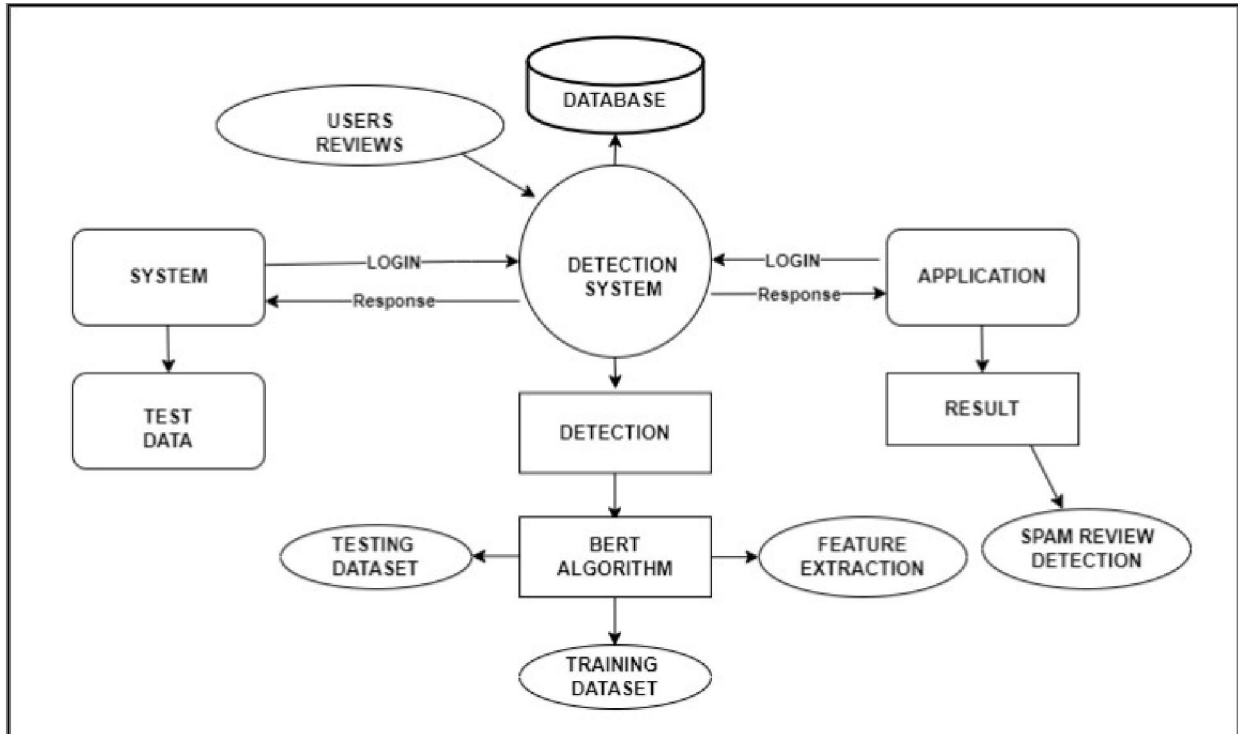 DATABASE
USERS
REVIEWS
SYSTEM
LOGIN
Response
DETECTION
SYSTEM
LOGIN
Response
APPLICATION
TEST
DATA
DETECTION
RESULT
TESTING
DATASET
BERT
ALGORITHM
FEATURE
EXTRACTION
SPAM REVIEW
DETECTION
TRAINING
DATASET